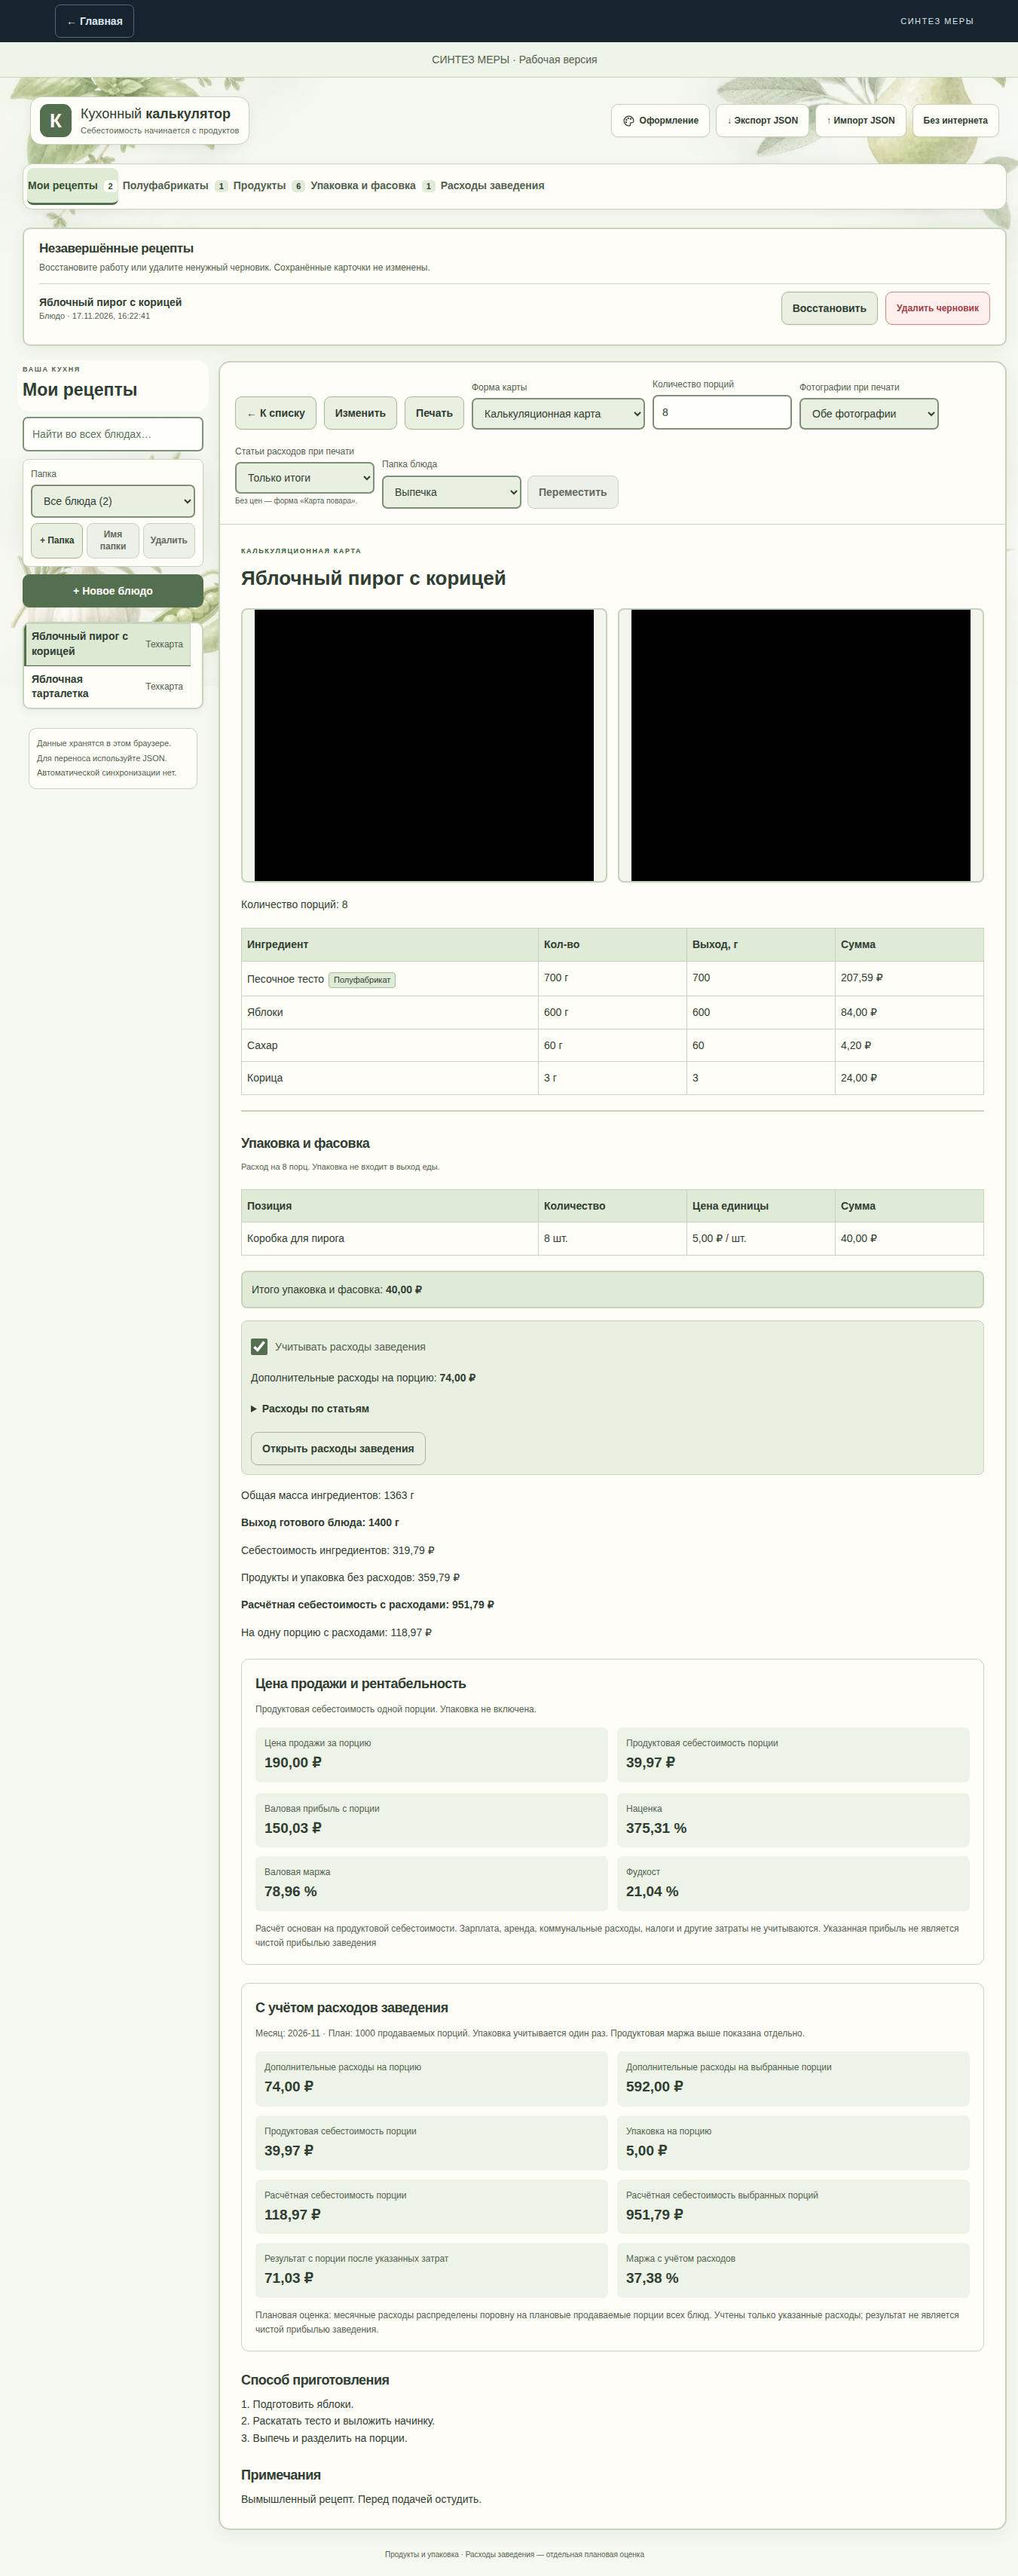 ← Главная
СИНТЕЗ МЕРЫ
СИНТЕЗ МЕРЫ · Рабочая версия
К
Кухонный калькулятор
Себестоимость начинается с продуктов
Оформление
↓ Экспорт JSON
↑ Импорт JSON
Без интернета
Мои рецепты 2
Полуфабрикаты 1
Продукты 6
Упаковка и фасовка 1
Расходы заведения
Незавершённые рецепты
Восстановите работу или удалите ненужный черновик. Сохранённые карточки не изменены.
Яблочный пирог с корицей
Блюдо · 17.11.2026, 16:22:41
Восстановить
Удалить черновик
ВАША КУХНЯ
Мои рецепты
Найти во всех блюдах…
Папка
Все блюда (2)
+ Папка
Имя
папки
Удалить
+ Новое блюдо
Яблочный пирог с
корицей
Техкарта
Яблочная
тарталетка
Техкарта
Данные хранятся в этом браузере.
Для переноса используйте JSON.
Автоматической синхронизации нет.
← К списку
Изменить
Печать
Форма карты
Калькуляционная карта
Количество порций
8
Фотографии при печати
Обе фотографии
Статьи расходов при печати
Только итоги
Без цен — форма «Карта повара».
Папка блюда
Выпечка
Переместить
КАЛЬКУЛЯЦИОННАЯ КАРТА
Яблочный пирог с корицей
Количество порций: 8
Ингредиент Кол-во Выход, г Сумма
Песочное тесто Полуфабрикат 700 г 700 207,59 ₽
Яблоки 600 г 600 84,00 ₽
Сахар 60 г 60 4,20 ₽
Корица 3 г 3 24,00 ₽
Упаковка и фасовка
Расход на 8 порц. Упаковка не входит в выход еды.
Позиция Количество Цена единицы Сумма
Коробка для пирога 8 шт. 5,00 ₽ / шт. 40,00 ₽
Итого упаковка и фасовка: 40,00 ₽
Учитывать расходы заведения
Дополнительные расходы на порцию: 74,00 ₽
▶ Расходы по статьям
Открыть расходы заведения
Общая масса ингредиентов: 1363 г
Выход готового блюда: 1400 г
Себестоимость ингредиентов: 319,79 ₽
Продукты и упаковка без расходов: 359,79 ₽
Расчётная себестоимость с расходами: 951,79 ₽
На одну порцию с расходами: 118,97 ₽
Цена продажи и рентабельность
Продуктовая себестоимость одной порции. Упаковка не включена.
Цена продажи за порцию
190,00 ₽
Продуктовая себестоимость порции
39,97 ₽
Валовая прибыль с порции
150,03 ₽
Наценка
375,31 %
Валовая маржа
78,96 %
Фудкост
21,04 %
Расчёт основан на продуктовой себестоимости. Зарплата, аренда, коммунальные расходы, налоги и другие затраты не учитываются. Указанная прибыль не является
чистой прибылью заведения
С учётом расходов заведения
Месяц: 2026-11 · План: 1000 продаваемых порций. Упаковка учитывается один раз. Продуктовая маржа выше показана отдельно.
Дополнительные расходы на порцию
74,00 ₽
Дополнительные расходы на выбранные порции
592,00 ₽
Продуктовая себестоимость порции
39,97 ₽
Упаковка на порцию
5,00 ₽
Расчётная себестоимость порции
118,97 ₽
Расчётная себестоимость выбранных порций
951,79 ₽
Результат с порции после указанных затрат
71,03 ₽
Маржа с учётом расходов
37,38 %
Плановая оценка: месячные расходы распределены поровну на плановые продаваемые порции всех блюд. Учтены только указанные расходы; результат не является
чистой прибылью заведения.
Способ приготовления
1. Подготовить яблоки.
2. Раскатать тесто и выложить начинку.
3. Выпечь и разделить на порции.
Примечания
Вымышленный рецепт. Перед подачей остудить.
Продукты и упаковка · Расходы заведения — отдельная плановая оценка